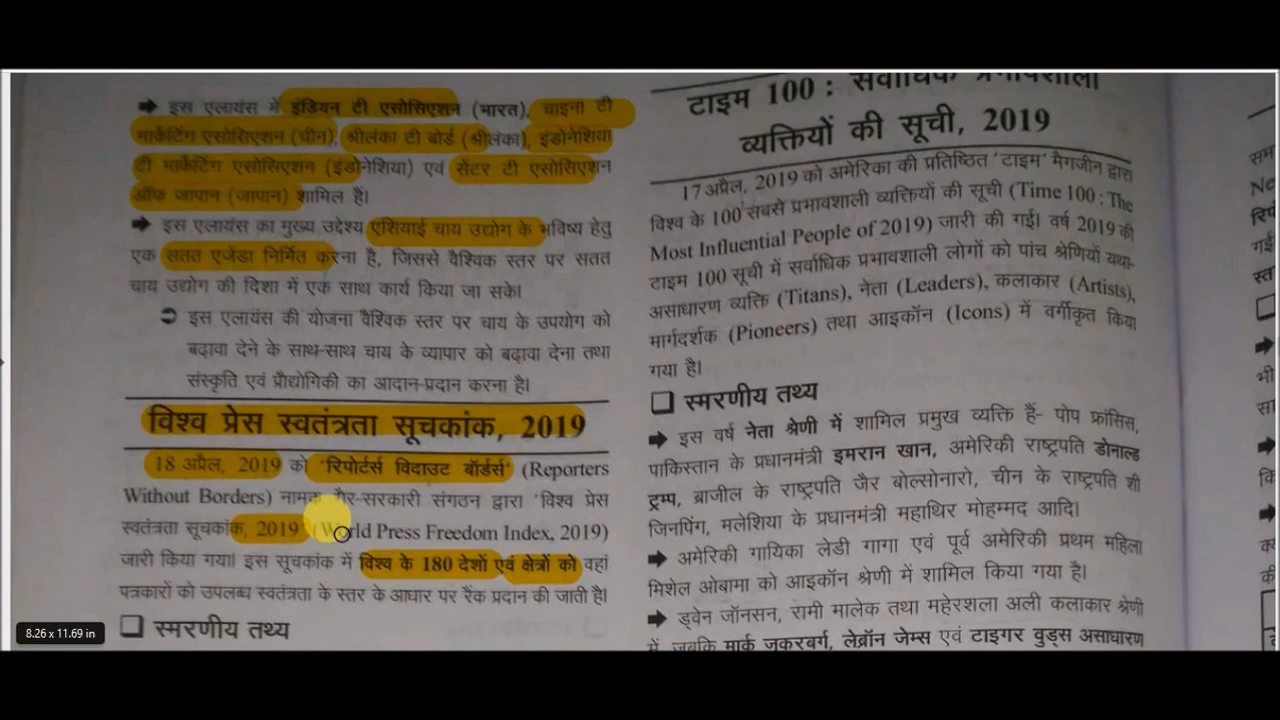 ➡ इस एलायंस में इंडियन टी एसोसिएशन (भारत), चाइना टी
मार्केटिंग एसोसिएशन (चीन), श्रीलंका टी बोर्ड (श्रीलंका), इंडोनेशिया
टी मार्केटिंग एसोसिएशन (इंडोनेशिया) एवं सेंटर टी एसोसिएशन
ऑफ जापान (जापान) शामिल हैं।
➡ इस एलायंस का मुख्य उद्देश्य एशियाई चाय उद्योग के भविष्य हेतु
एक सतत एजेंडा निर्मित करना है, जिससे वैश्विक स्तर पर सतत
चाय उद्योग की दिशा में एक साथ कार्य किया जा सके।
➲ इस एलायंस की योजना वैश्विक स्तर पर चाय के उपयोग को
बढ़ावा देने के साथ-साथ चाय के व्यापार को बढ़ावा देना तथा
संस्कृति एवं प्रौद्योगिकी का आदान-प्रदान करना है।
विश्व प्रेस स्वतंत्रता सूचकांक, 2019
18 अप्रैल, 2019 को 'रिपोर्टर्स विदाउट बॉर्डर्स' (Reporters
Without Borders) नामक गैर-सरकारी संगठन द्वारा 'विश्व प्रेस
स्वतंत्रता सूचकांक, 2019' (World Press Freedom Index, 2019)
जारी किया गया। इस सूचकांक में विश्व के 180 देशों एवं क्षेत्रों को वहां
पत्रकारों को उपलब्ध स्वतंत्रता के स्तर के आधार पर रैंक प्रदान की जाती है।
❑ स्मरणीय तथ्य
टाइम 100 : सर्वाधिक प्रभावशाली
व्यक्तियों की सूची, 2019
17 अप्रैल, 2019 को अमेरिका की प्रतिष्ठित 'टाइम' मैगजीन द्वारा
विश्व के 100 सबसे प्रभावशाली व्यक्तियों की सूची (Time 100 : The
Most Influential People of 2019) जारी की गई। वर्ष 2019 की
टाइम 100 सूची में सर्वाधिक प्रभावशाली लोगों को पांच श्रेणियों यथा-
असाधारण व्यक्ति (Titans), नेता (Leaders), कलाकार (Artists),
मार्गदर्शक (Pioneers) तथा आइकॉन (Icons) में वर्गीकृत किया
गया है।
❑ स्मरणीय तथ्य
➡ इस वर्ष नेता श्रेणी में शामिल प्रमुख व्यक्ति हैं- पोप फ्रांसिस,
पाकिस्तान के प्रधानमंत्री इमरान खान, अमेरिकी राष्ट्रपति डोनाल्ड
ट्रम्प, ब्राजील के राष्ट्रपति जैर बोल्सोनारो, चीन के राष्ट्रपति शी
जिनपिंग, मलेशिया के प्रधानमंत्री महाथिर मोहम्मद आदि।
➡ अमेरिकी गायिका लेडी गागा एवं पूर्व अमेरिकी प्रथम महिला
मिशेल ओबामा को आइकॉन श्रेणी में शामिल किया गया है।
➡ ड्वेन जॉनसन, रामी मालेक तथा महेरशला अली कलाकार श्रेणी
में जबकि मार्क जुकरबर्ग, लेब्रॉन जेम्स एवं टाइगर वुड्स असाधारण
8.26 x 11.69 in